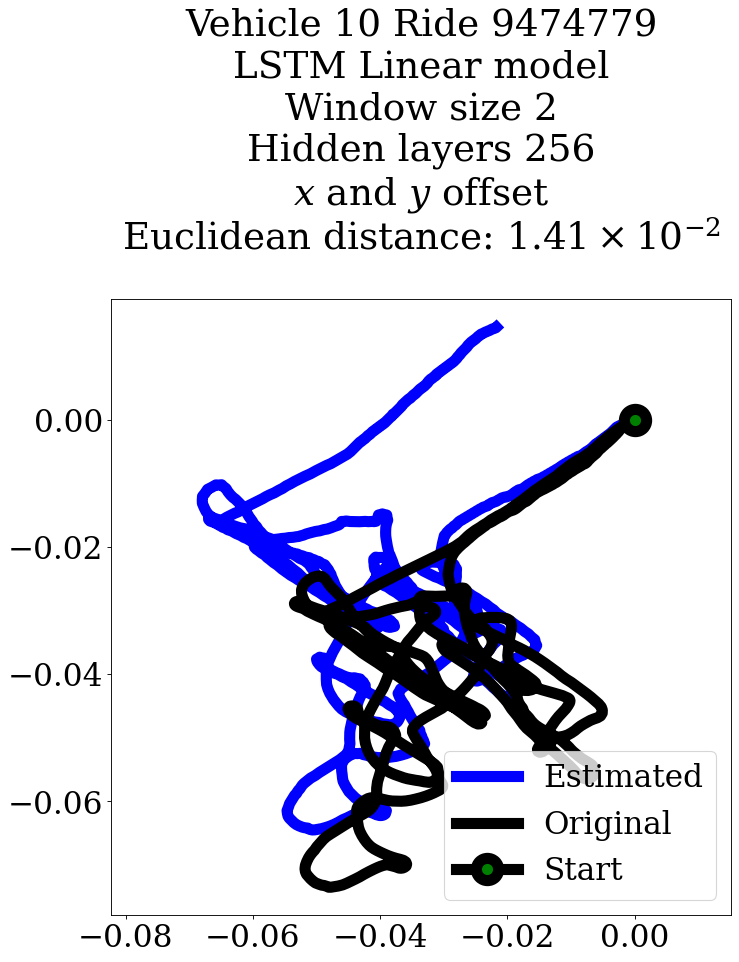 Vehicle 10 Ride 9474779
LSTM Linear model
Window size 2
Hidden layers 256
x and y offset
Euclidean distance: 1.41 × 10⁻²
0.00
−0.02
−0.04
−0.06
Estimated
Original
Start
−0.08 −0.06 −0.04 −0.02 0.00